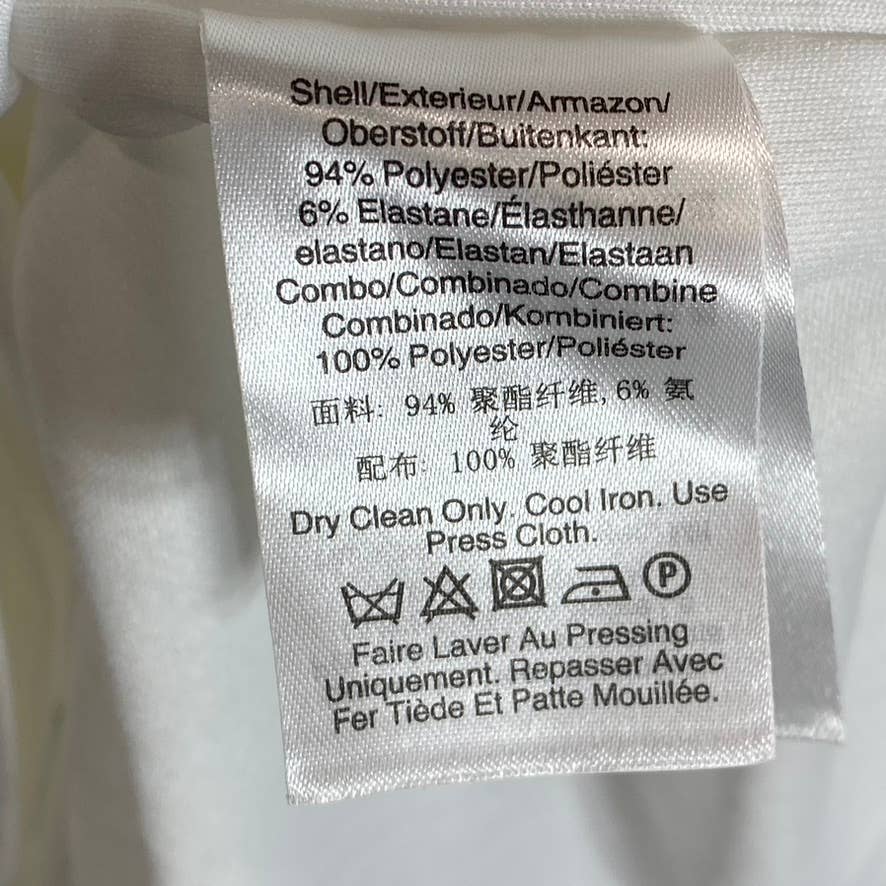 Shell/Exterieur/Armazon/
Oberstoff/Buitenkant:
94% Polyester/Poliéster
6% Elastane/Élasthanne/
elastano/Elastan/Elastaan
Combo/Combinado/Combine
Combinado/Kombiniert:
100% Polyester/Poliéster
面料: 94% 聚酯纤维, 6% 氨
纶
配布: 100% 聚酯纤维
Dry Clean Only. Cool Iron. Use
Press Cloth.
P
Faire Laver Au Pressing
Uniquement. Repasser Avec
Fer Tiède Et Patte Mouillée.